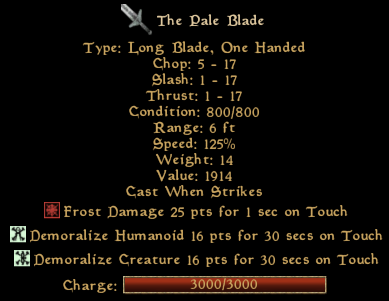 The Pale Blade
Type: Long Blade, One Handed
Chop: 5 - 17
Slash: 1 - 17
Thrust: 1 - 17
Condition: 800/800
Range: 6 ft
Speed: 125%
Weight: 14
Value: 1914
Cast When Strikes
Frost Damage 25 pts for 1 sec on Touch
Demoralize Humanoid 16 pts for 30 secs on Touch
Demoralize Creature 16 pts for 30 secs on Touch
Charge: 3000/3000